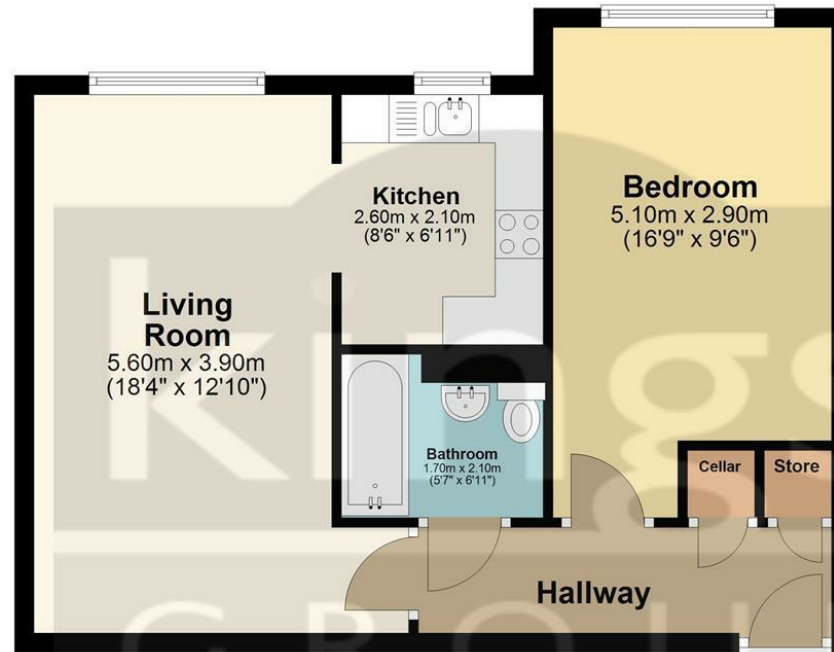 Living
Room
5.60m x 3.90m
(18'4" x 12'10")
Kitchen
2.60m x 2.10m
(8'6" x 6'11")
Bedroom
5.10m x 2.90m
(16'9" x 9'6")
Bathroom
1.70m x 2.10m
(5'7" x 6'11")
Cellar
Store
Hallway
kings
GROU